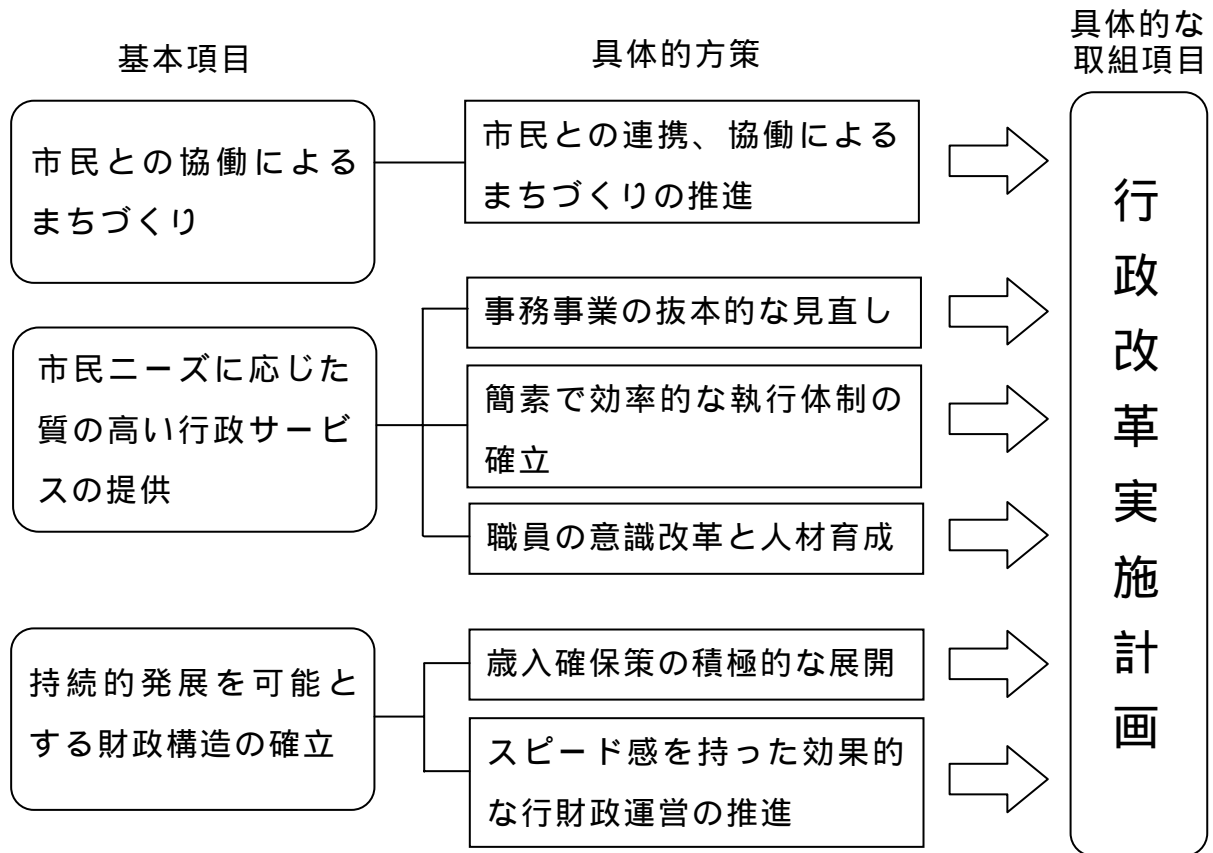 基本項目
具体的方策
具体的な
取組項目
市民との協働による
まちづくり
市民との連携、協働による
まちづくりの推進
市民ニーズに応じた
質の高い行政サービ
スの提供
事務事業の抜本的な見直し
簡素で効率的な執行体制の
確立
職員の意識改革と人材育成
持続的発展を可能と
する財政構造の確立
歳入確保策の積極的な展開
スピード感を持った効果的
な行財政運営の推進
行政改革実施計画